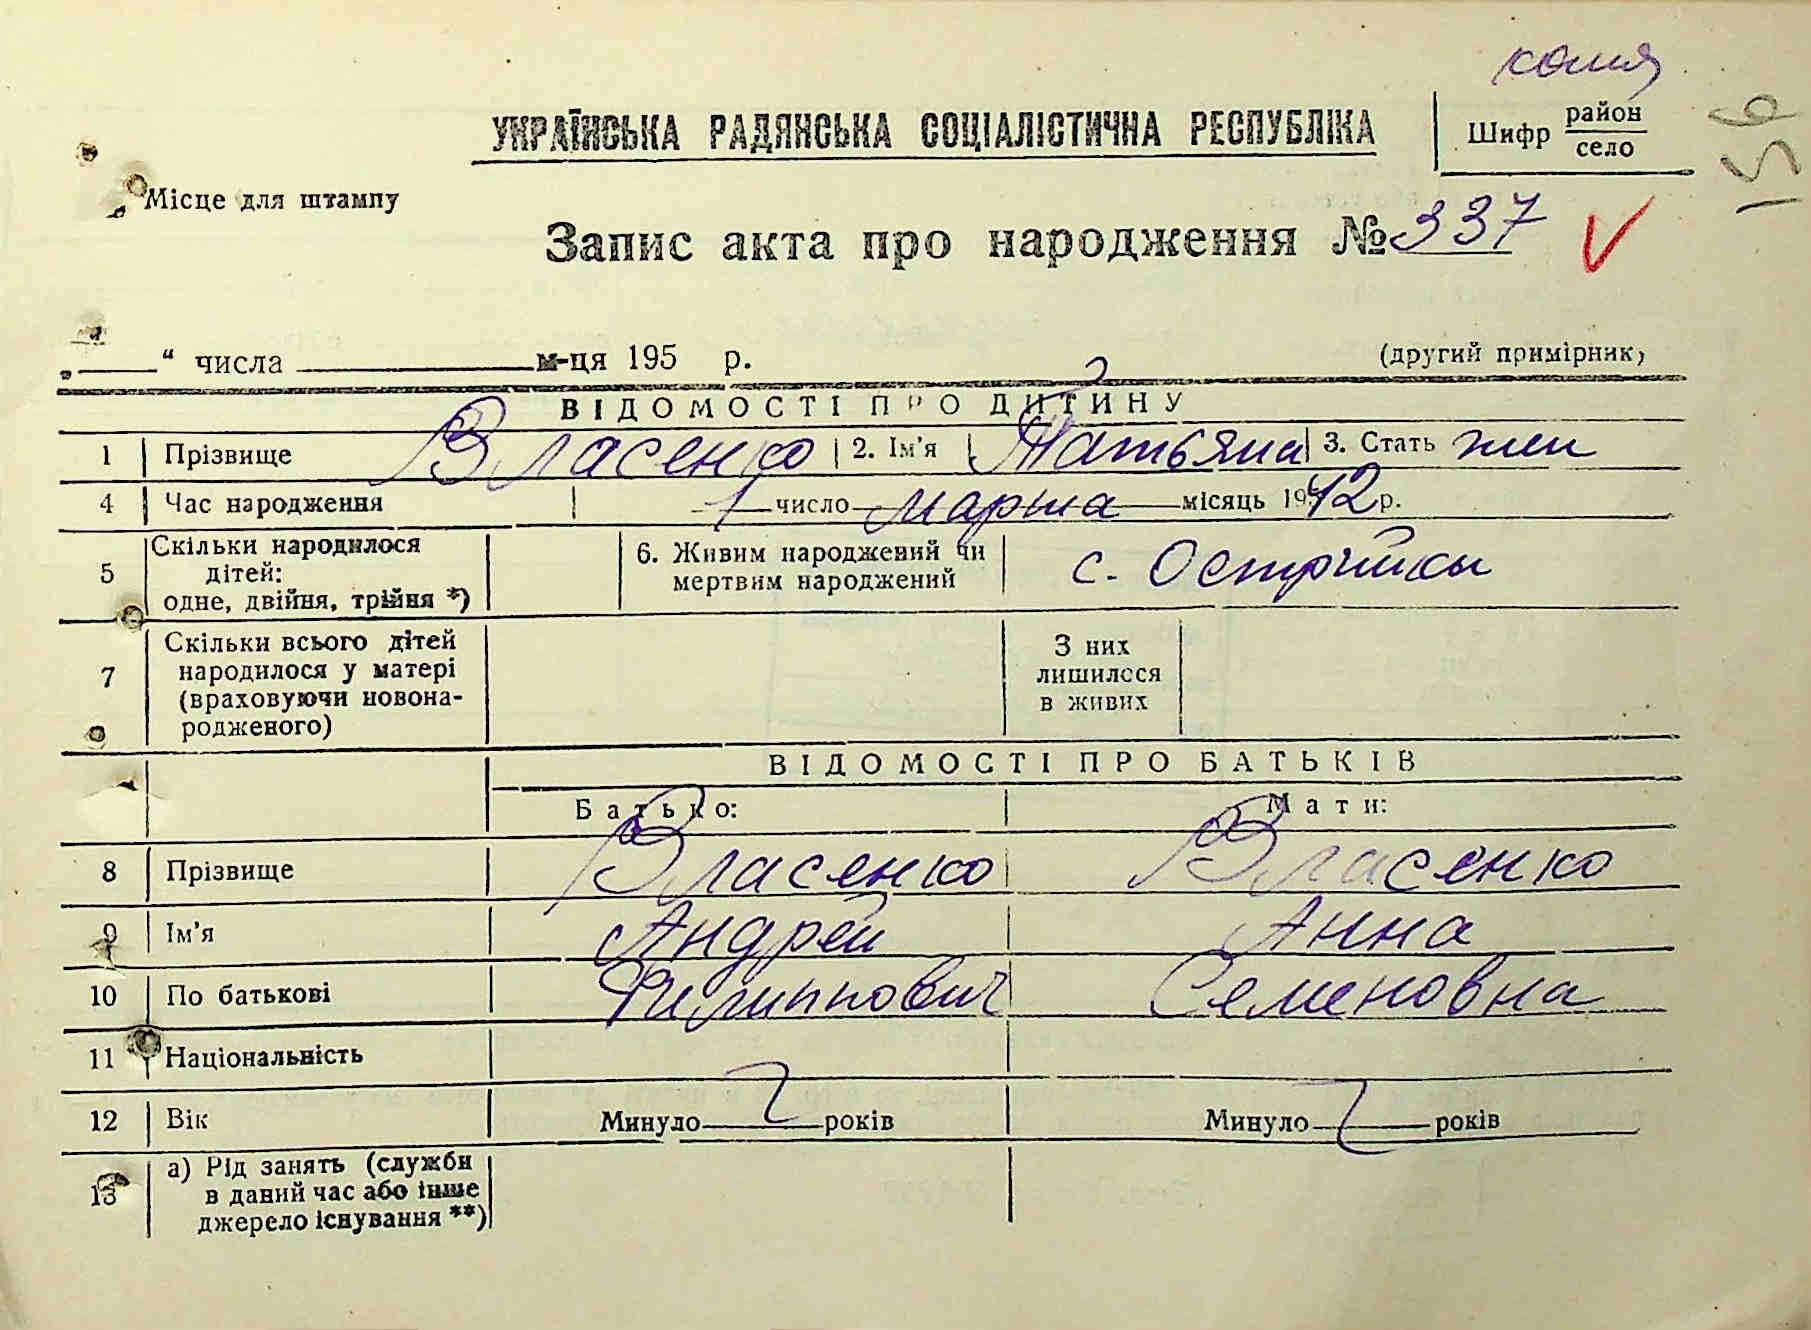 копия
УКРАЇНСЬКА РАДЯНСЬКА СОЦІАЛІСТИЧНА РЕСПУБЛІКА
Шифр район
село
156
Місце для штампу
Запис акта про народження № 337
„ “ числа м-ця 195 р. (другий примірник)
ВІДОМОСТІ ПРО ДИТИНУ
1 Прізвище Власенко 2. Ім'я Татьяна 3. Стать жен
4 Час народження 1 число марта місяць 1942 р.
5 Скільки народилося дітей: одне, двійня, трійня *) 6. Живим народжений чи мертвим народжений с. Острийки
7 Скільки всього дітей народилося у матері (враховуючи новонародженого) З них лишилося в живих
ВІДОМОСТІ ПРО БАТЬКІВ
Батько: Мати:
8 Прізвище Власенко Власенко
9 Ім'я Андрей Анна
10 По батькові Филиппович Семеновна
11 Національність
12 Вік Минуло років Минуло років
13 а) Рід занять (служби в даний час або інше джерело існування **)